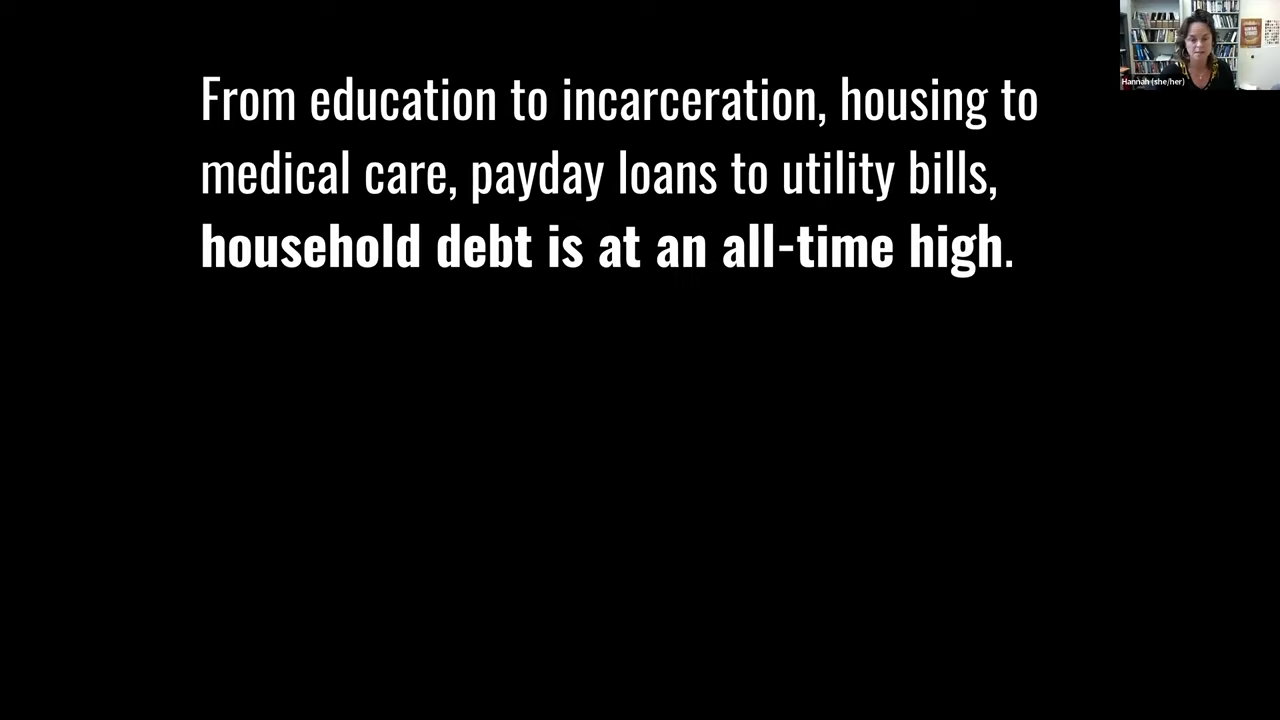 From education to incarceration, housing to
medical care, payday loans to utility bills,
household debt is at an all-time high.
Hannah (she/her)